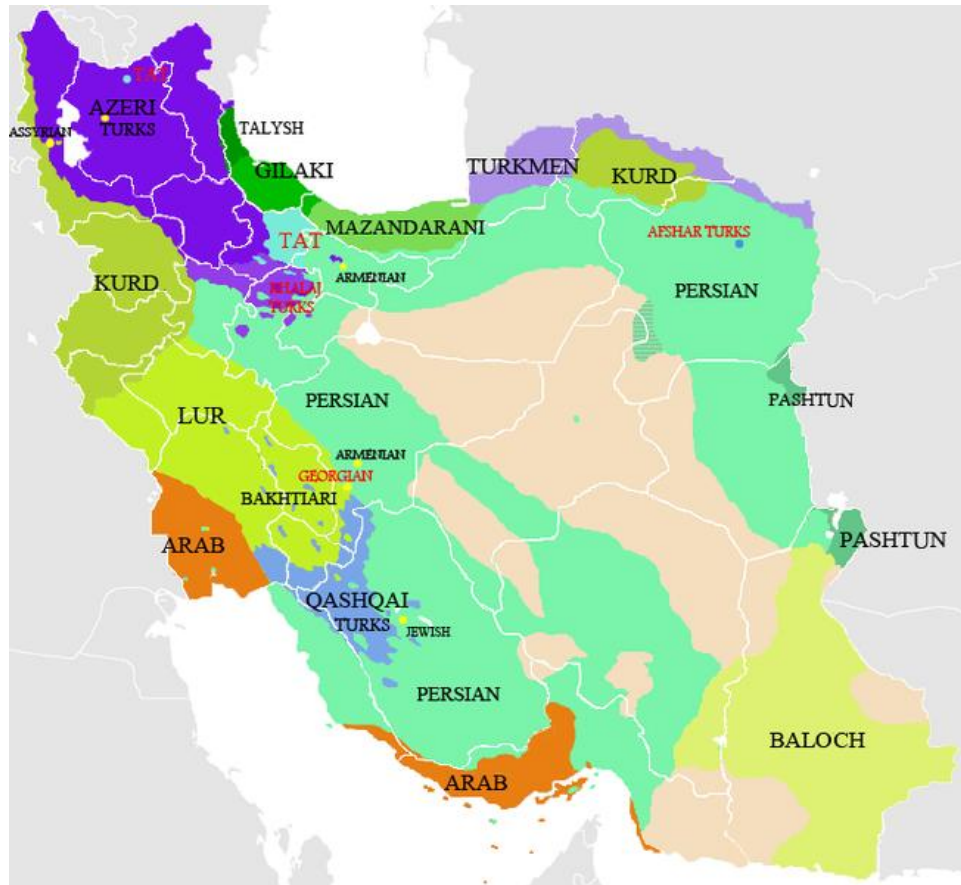 TAT
AZERI
TURKS
ASSYRIAN
TALYSH
GILAKI
TURKMEN
KURD
MAZANDARANI
AFSHAR TURKS
TAT
ARMENIAN
KURD
TURKS
PERSIAN
PERSIAN
PASHTUN
LUR
ARMENIAN
GEORGIAN
BAKHTIARI
ARAB
PASHTUN
QASHQAI
TURKS
JEWISH
PERSIAN
BALOCH
ARAB